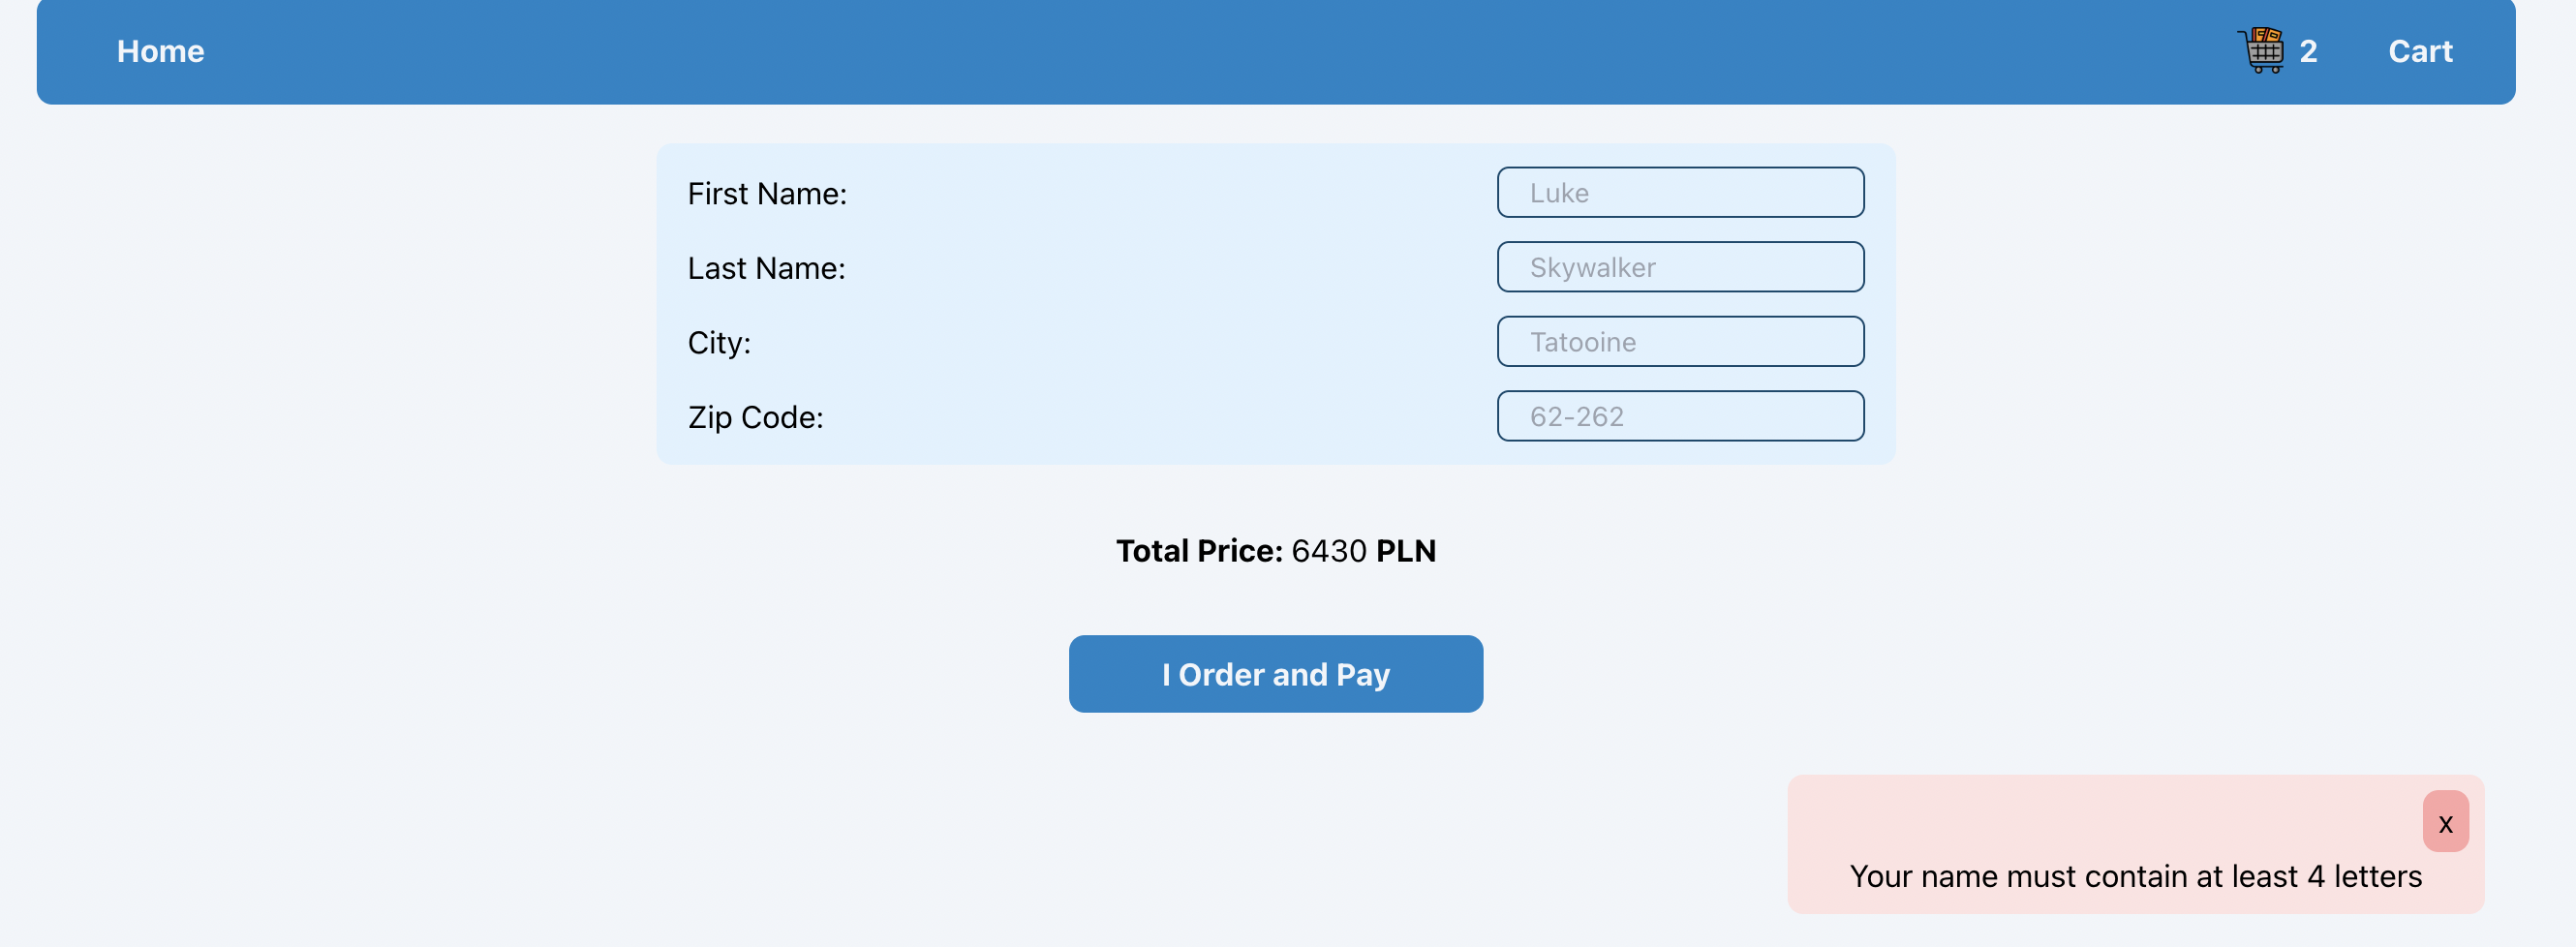 Home
2
Cart
First Name:
Luke
Last Name:
Skywalker
City:
Tatooine
Zip Code:
62-262
Total Price: 6430 PLN
I Order and Pay
x
Your name must contain at least 4 letters